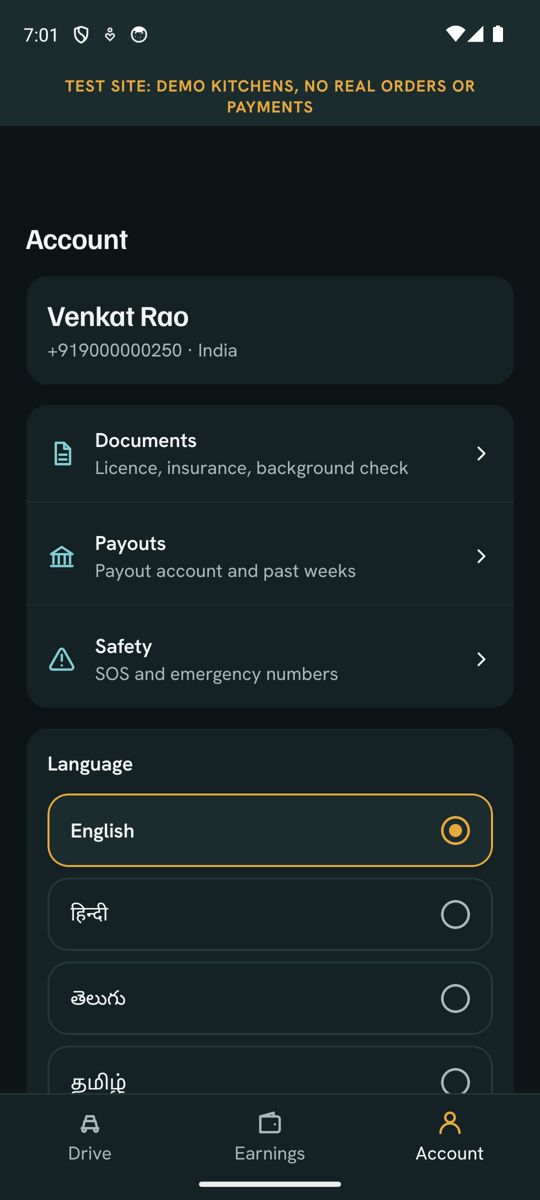 7:01
TEST SITE: DEMO KITCHENS, NO REAL ORDERS OR
PAYMENTS
Account
Venkat Rao
+919000000250 · India
Documents
Licence, insurance, background check
Payouts
Payout account and past weeks
Safety
SOS and emergency numbers
Language
English
हिन्दी
తెలుగు
தமிழ்
Drive
Earnings
Account